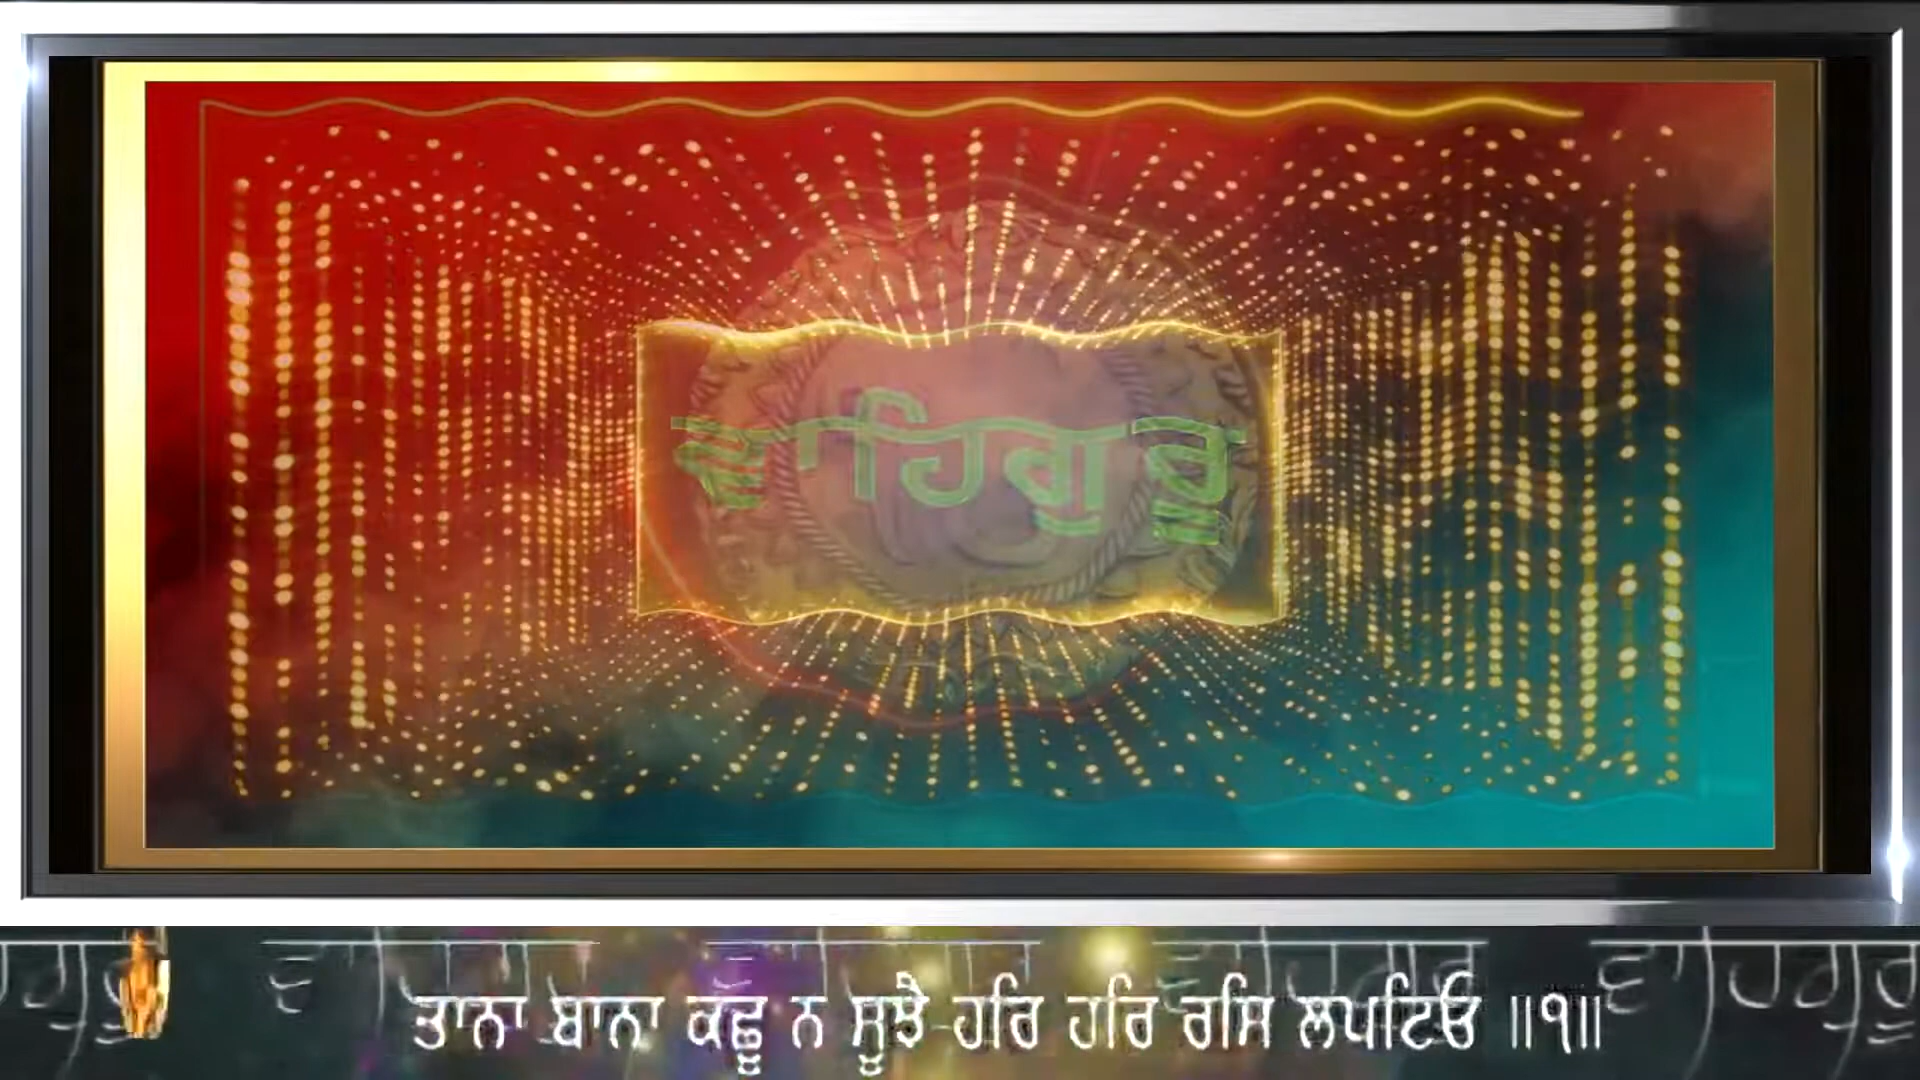 ਵਾਹਿਗੁਰੂ
ਤਾਨਾ ਬਾਨਾ ਕਛੂ ਨ ਸੂਝੈ ਹਰਿ ਹਰਿ ਰਸਿ ਲਪਟਿਓ ॥੧॥